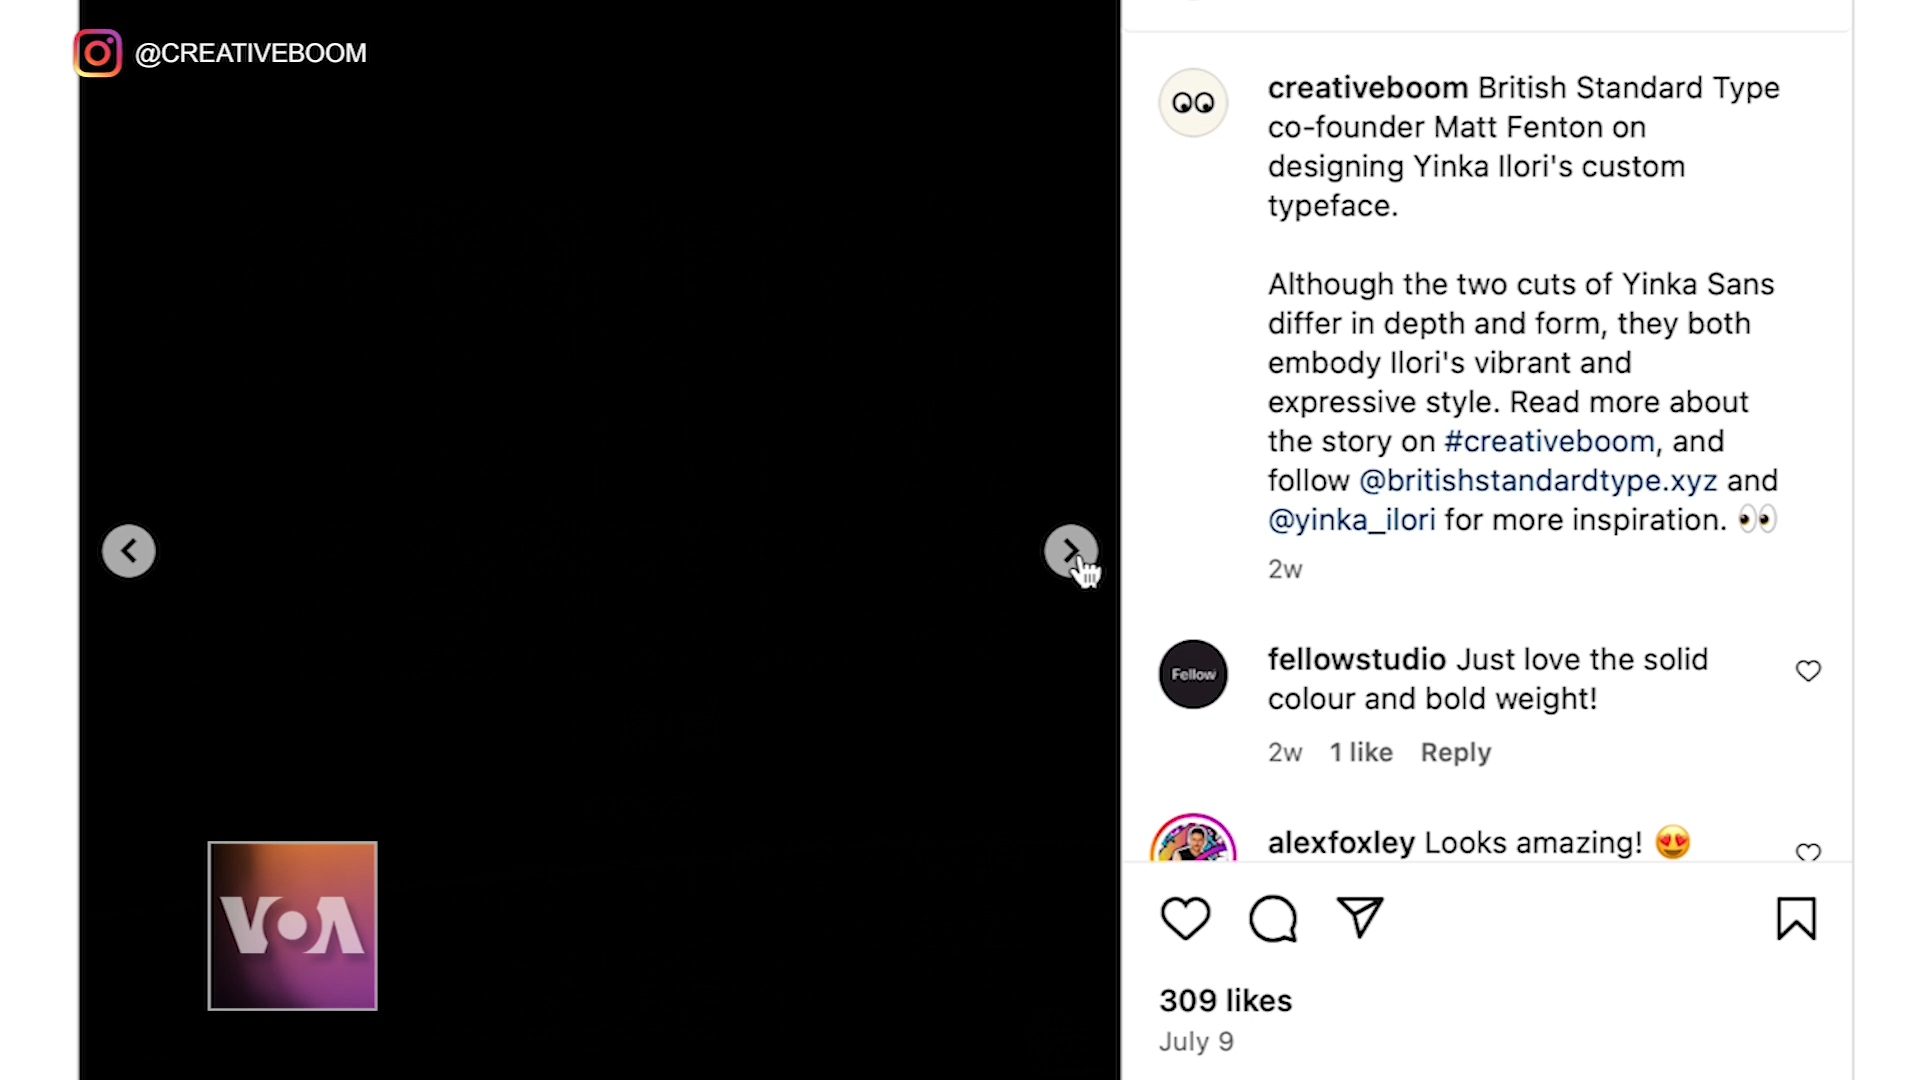 @CREATIVEBOOM
creativeboom British Standard Type
co-founder Matt Fenton on
designing Yinka Ilori's custom
typeface.
Although the two cuts of Yinka Sans
differ in depth and form, they both
embody Ilori's vibrant and
expressive style. Read more about
the story on #creativeboom, and
follow @britishstandardtype.xyz and
@yinka_ilori for more inspiration. 👀
2w
Fellow
fellowstudio Just love the solid
colour and bold weight!
2w 1 like Reply
alexfoxley Looks amazing! 😍
VOA
309 likes
July 9